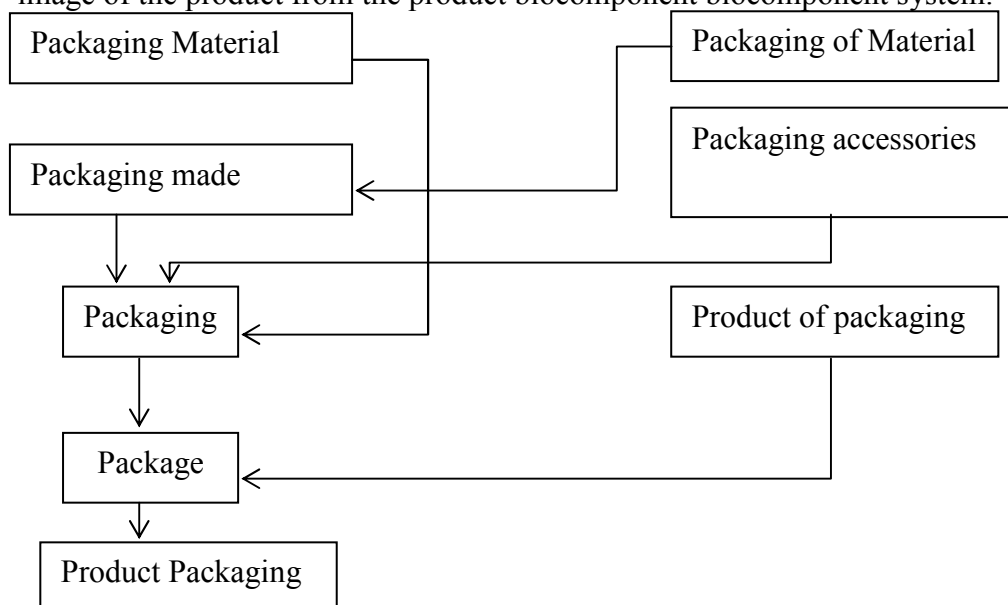 image of the product from the product biocomponent biocomponent system.
Packaging Material
Packaging of Material
Packaging accessories
Packaging made
Packaging
Product of packaging
Package
Product Packaging